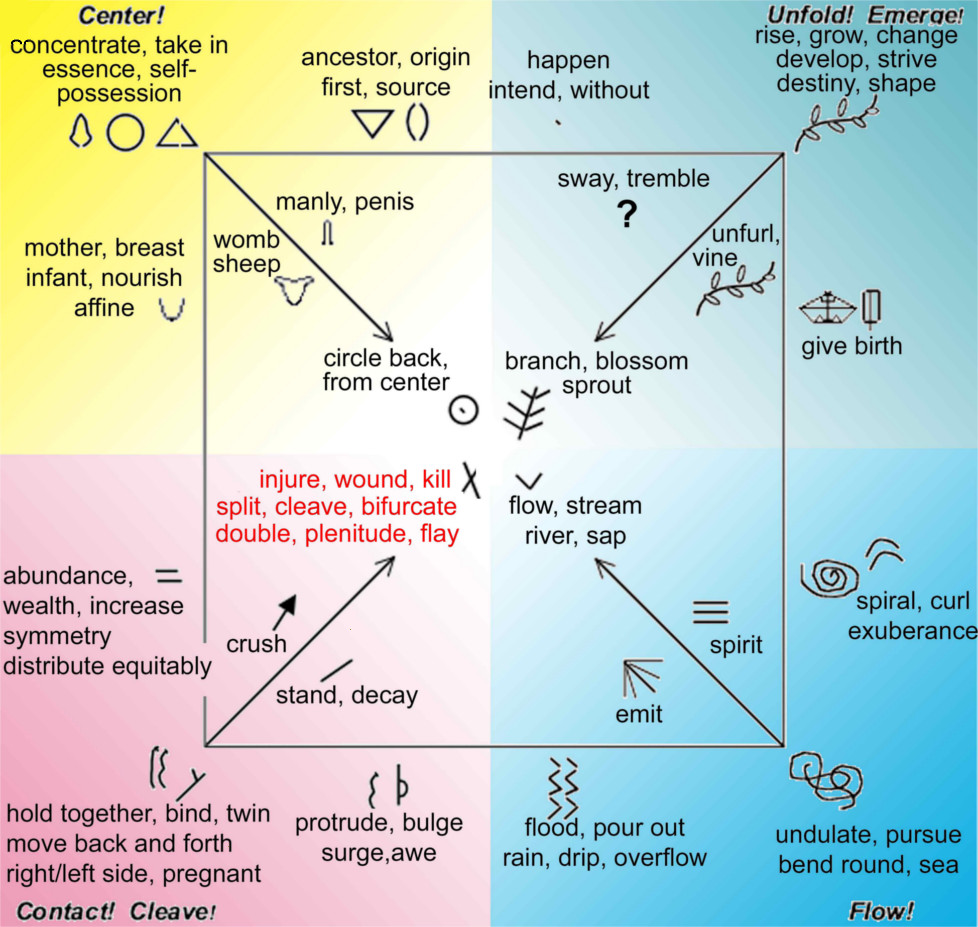 Center!
concentrate, take in
essence, self-
possession
ancestor, origin
first, source
happen
intend, without
Unfold! Emerge!
rise, grow, change
develop, strive
destiny, shape
manly, penis
womb
sheep
mother, breast
infant, nourish
affine
sway, tremble
?
unfurl,
vine
give birth
circle back,
from center
branch, blossom
sprout
injure, wound, kill
split, cleave, bifurcate
double, plenitude, flay
flow, stream
river, sap
abundance,
wealth, increase
symmetry
distribute equitably
crush
stand, decay
spirit
emit
spiral, curl
exuberance
hold together, bind, twin
move back and forth
right/left side, pregnant
protrude, bulge
surge,awe
flood, pour out
rain, drip, overflow
undulate, pursue
bend round, sea
Contact! Cleave!
Flow!